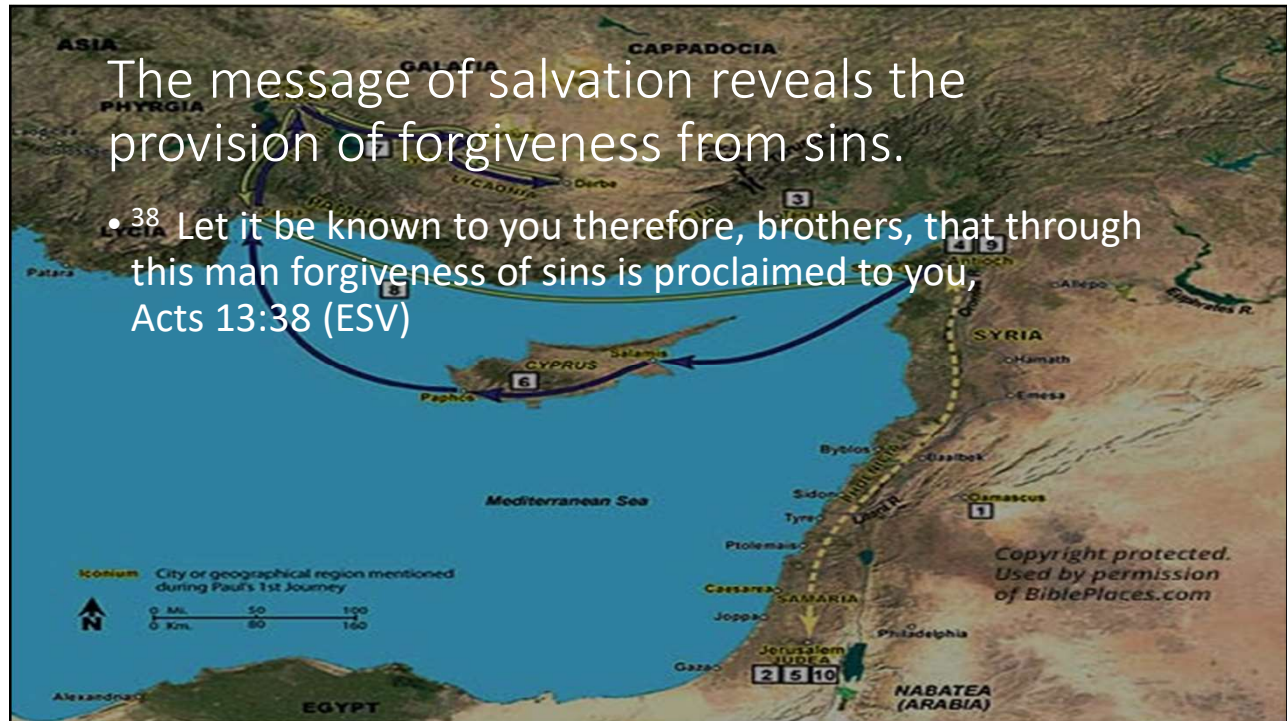 ASIA
CAPPADOCIA
GALATIA
The message of salvation reveals the
PHYRGIA
provision of forgiveness from sins.
7
LYCAONIA
Derbe
3
• 38 Let it be known to you therefore, brothers, that through
LYCIA
4 9
Patara
this man forgiveness of sins is proclaimed to you,
Antioch
8
Allepo
Euphrates R.
Acts 13:38 (ESV)
SYRIA
Salamis
Hamath
CYPRUS
6
Paphos
Emesa
Byblos
Baalbek
Mediterranean Sea
Sidon
Damascus
Tyre
Litani R.
1
Ptolemais
Copyright protected.
Used by permission
of BiblePlaces.com
Iconium City or geographical region mentioned
during Paul's 1st Journey
Caesarea
SAMARIA
N
0 Mi. 50 100
0 Km. 80 160
Joppa
Philadelphia
Jerusalem
JUDEA
Gaza
2 5 10
NABATEA
(ARABIA)
Alexandria
EGYPT